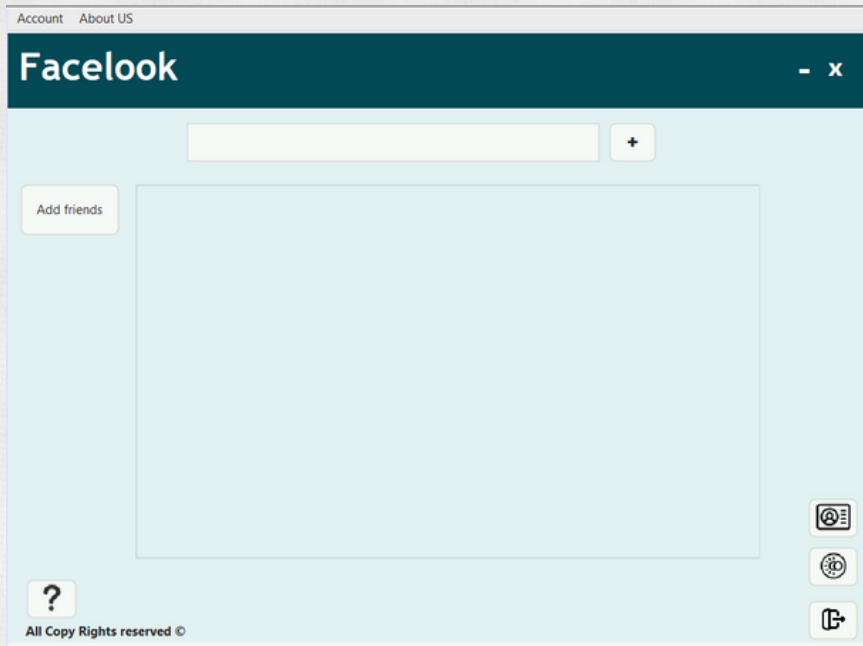 Account About US
Facelook
- x
+
Add friends
?
All Copy Rights reserved ©